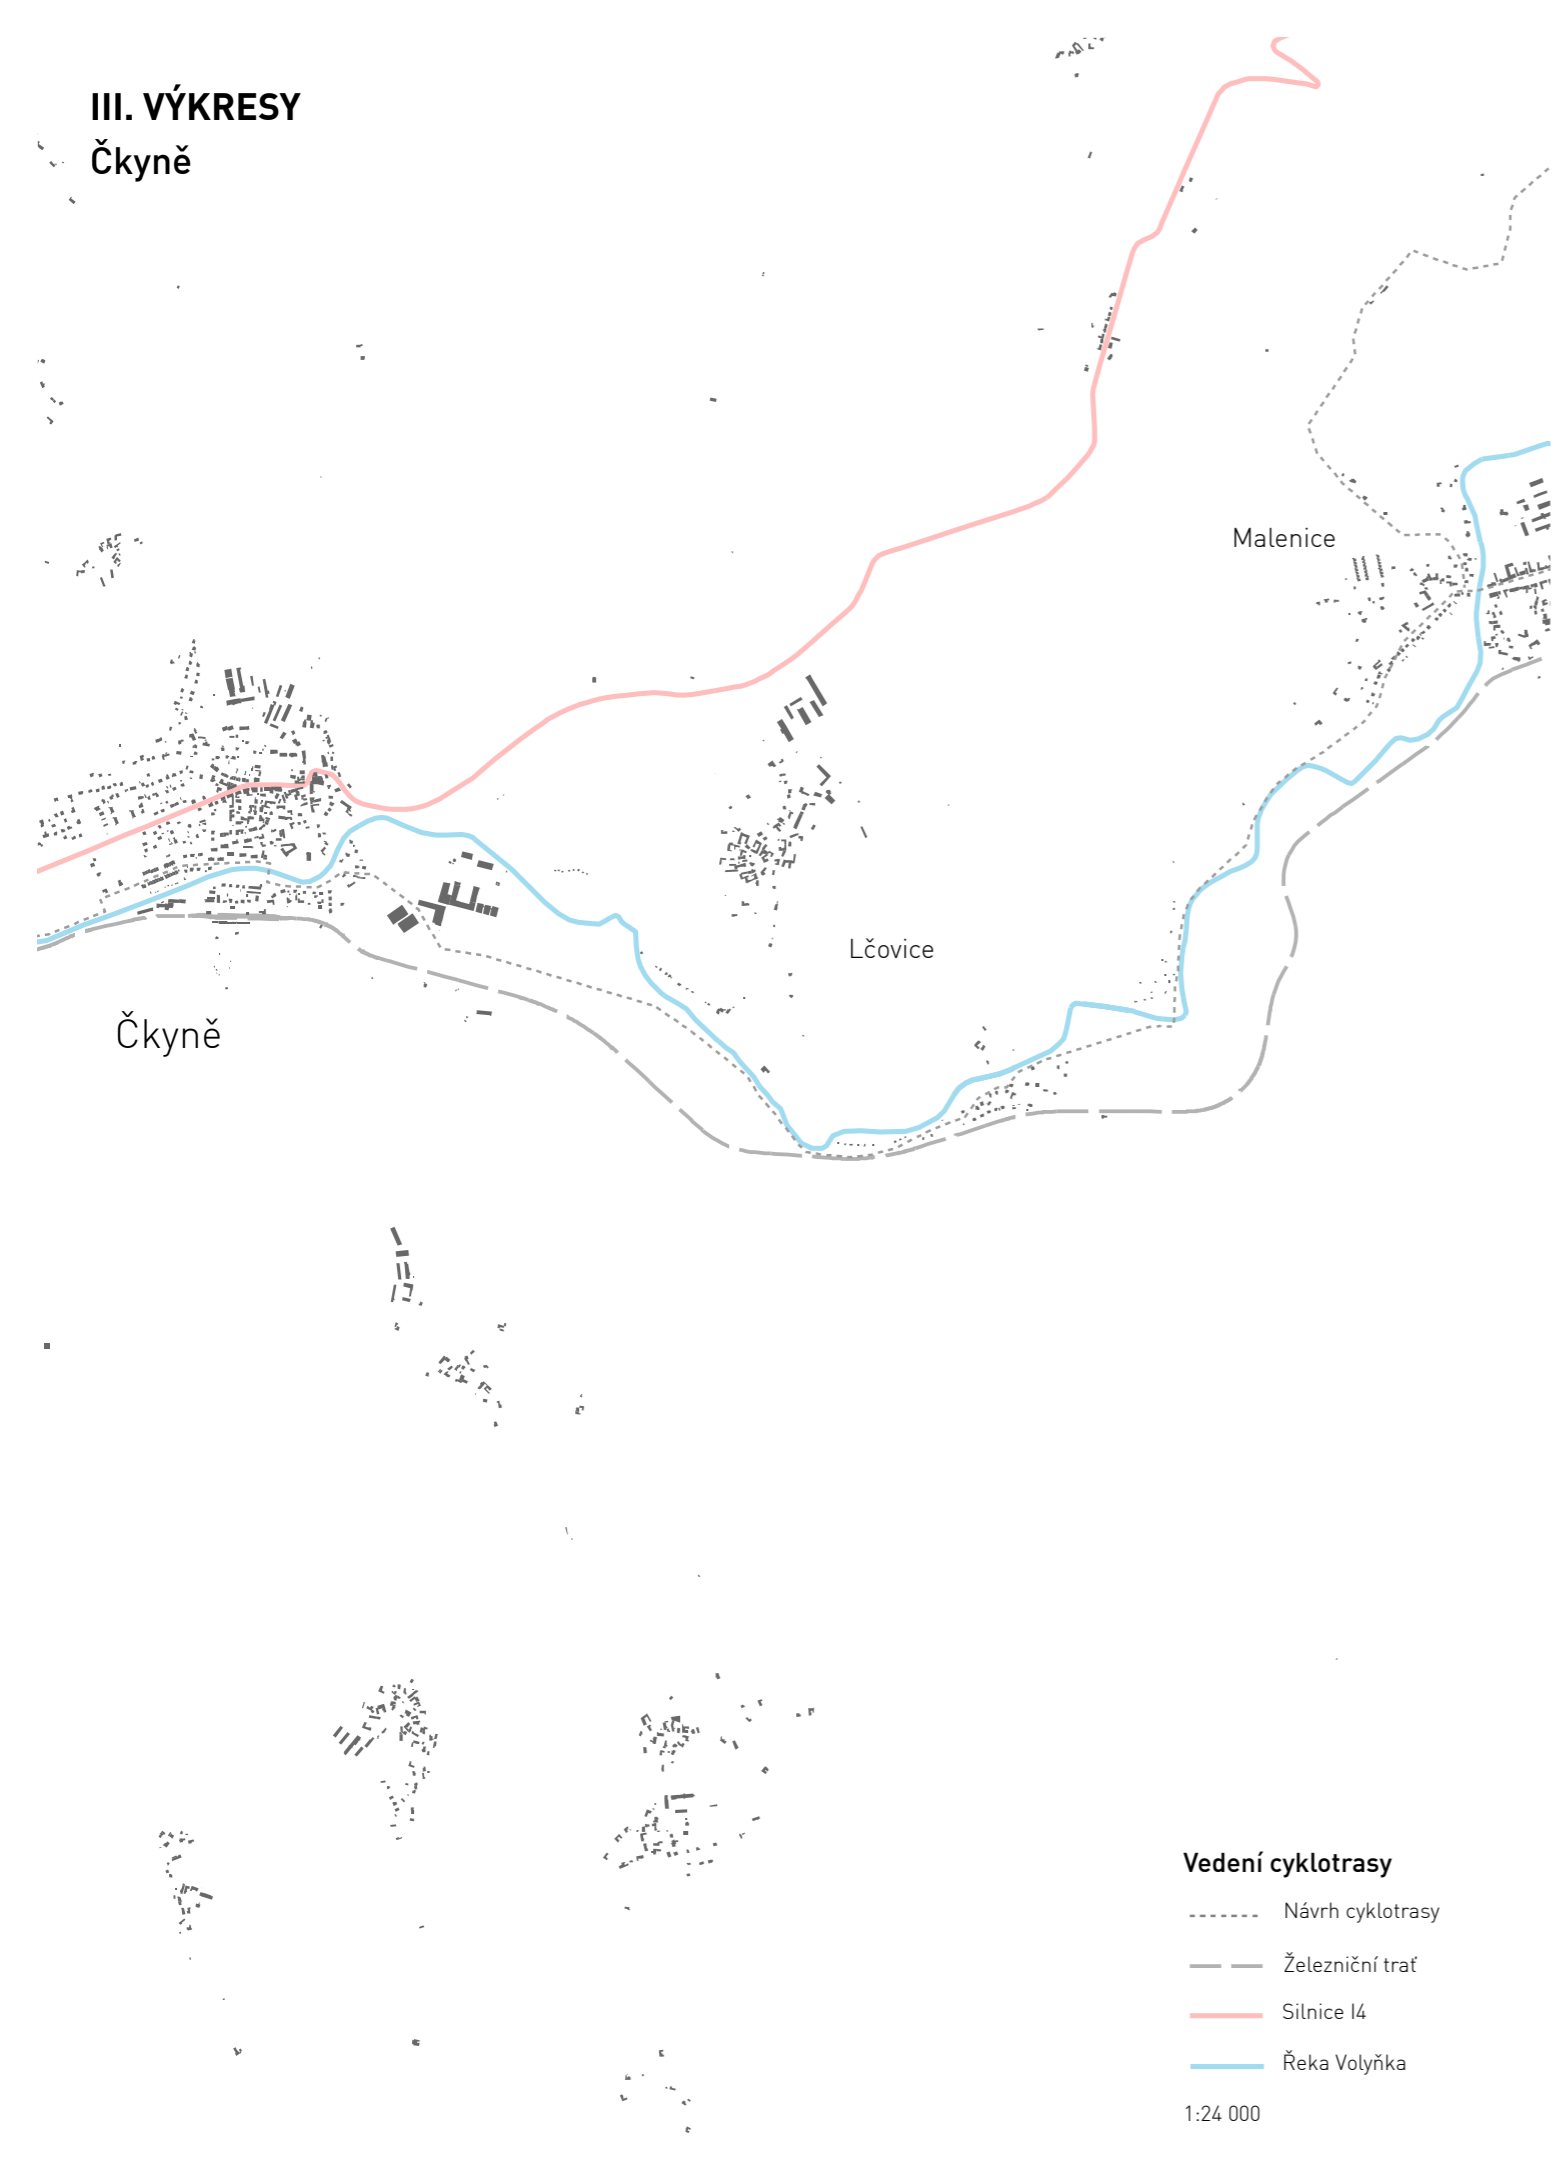 III. VÝKRESY
Čkyně
Malenice
Lčovice
Čkyně
Vedení cyklotrasy
Návrh cyklotrasy
Železniční trať
Silnice I4
Řeka Volyňka
1:24 000